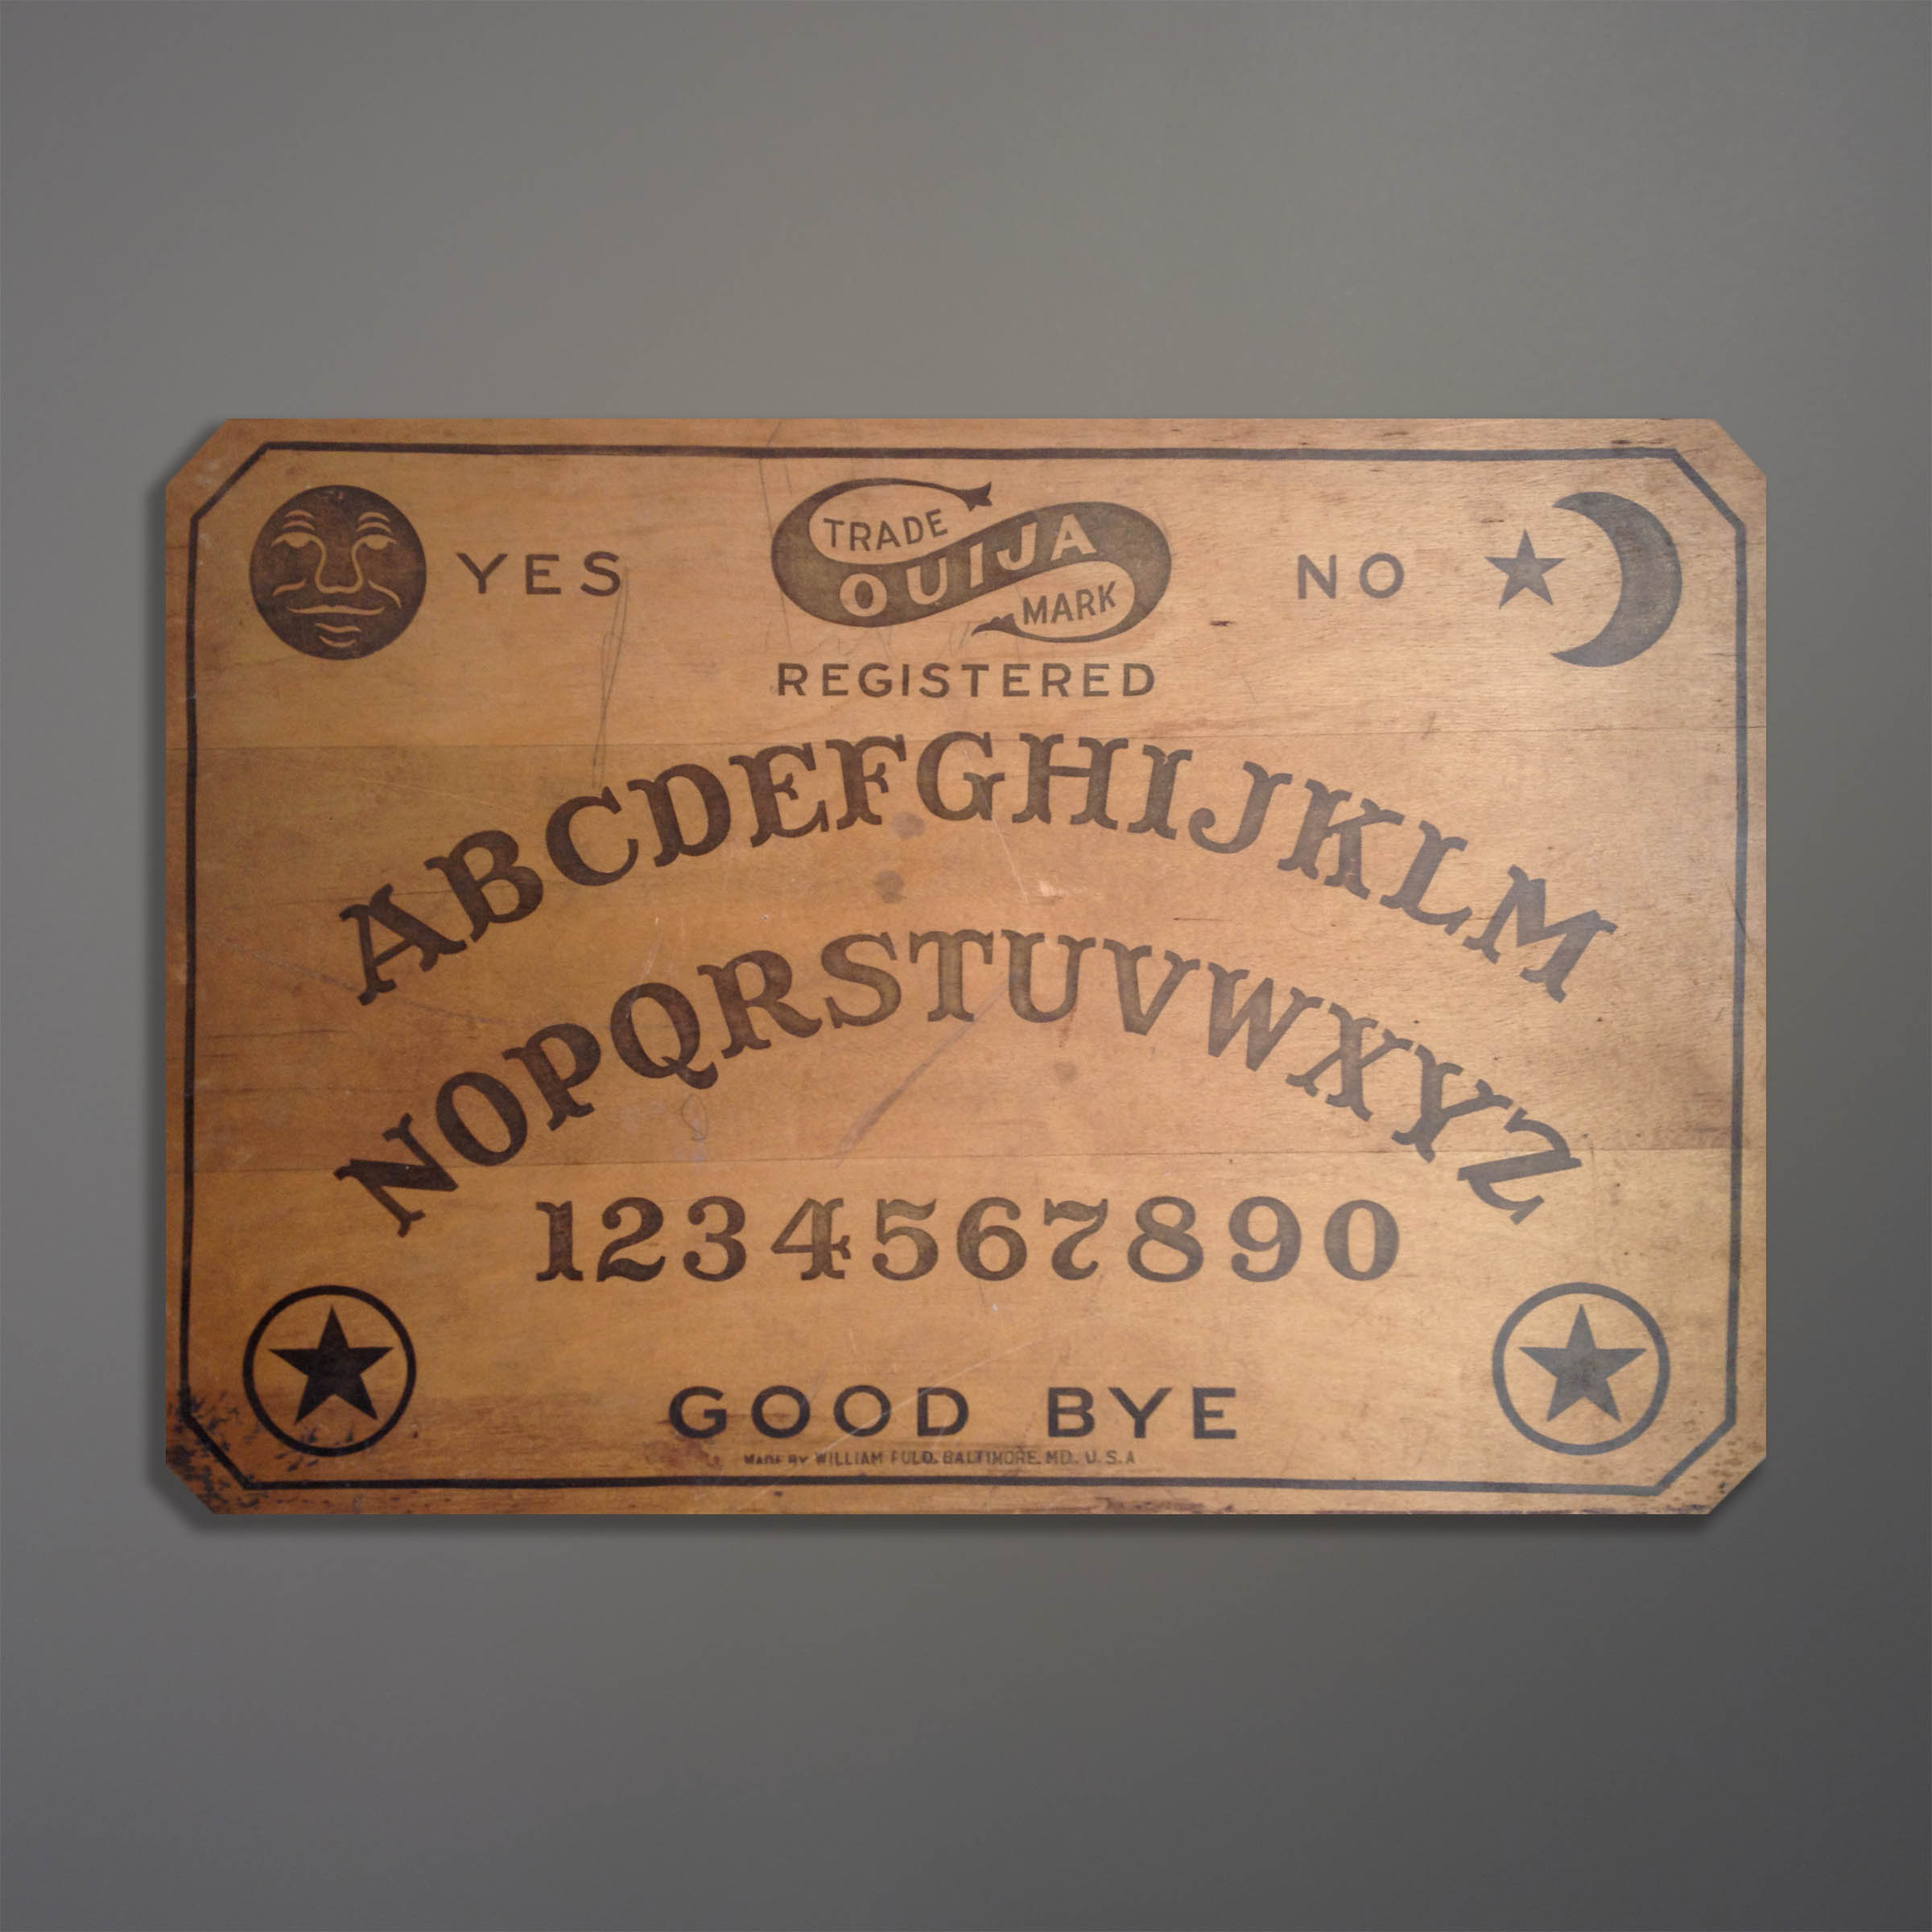 YES
TRADE
OUIJA
MARK
NO
REGISTERED
ABCDEFGHIJKLM
NOPQRSTUVWXYZ
1234567890
GOOD BYE
MADE BY WILLIAM FULD. BALTIMORE. MD. U.S.A